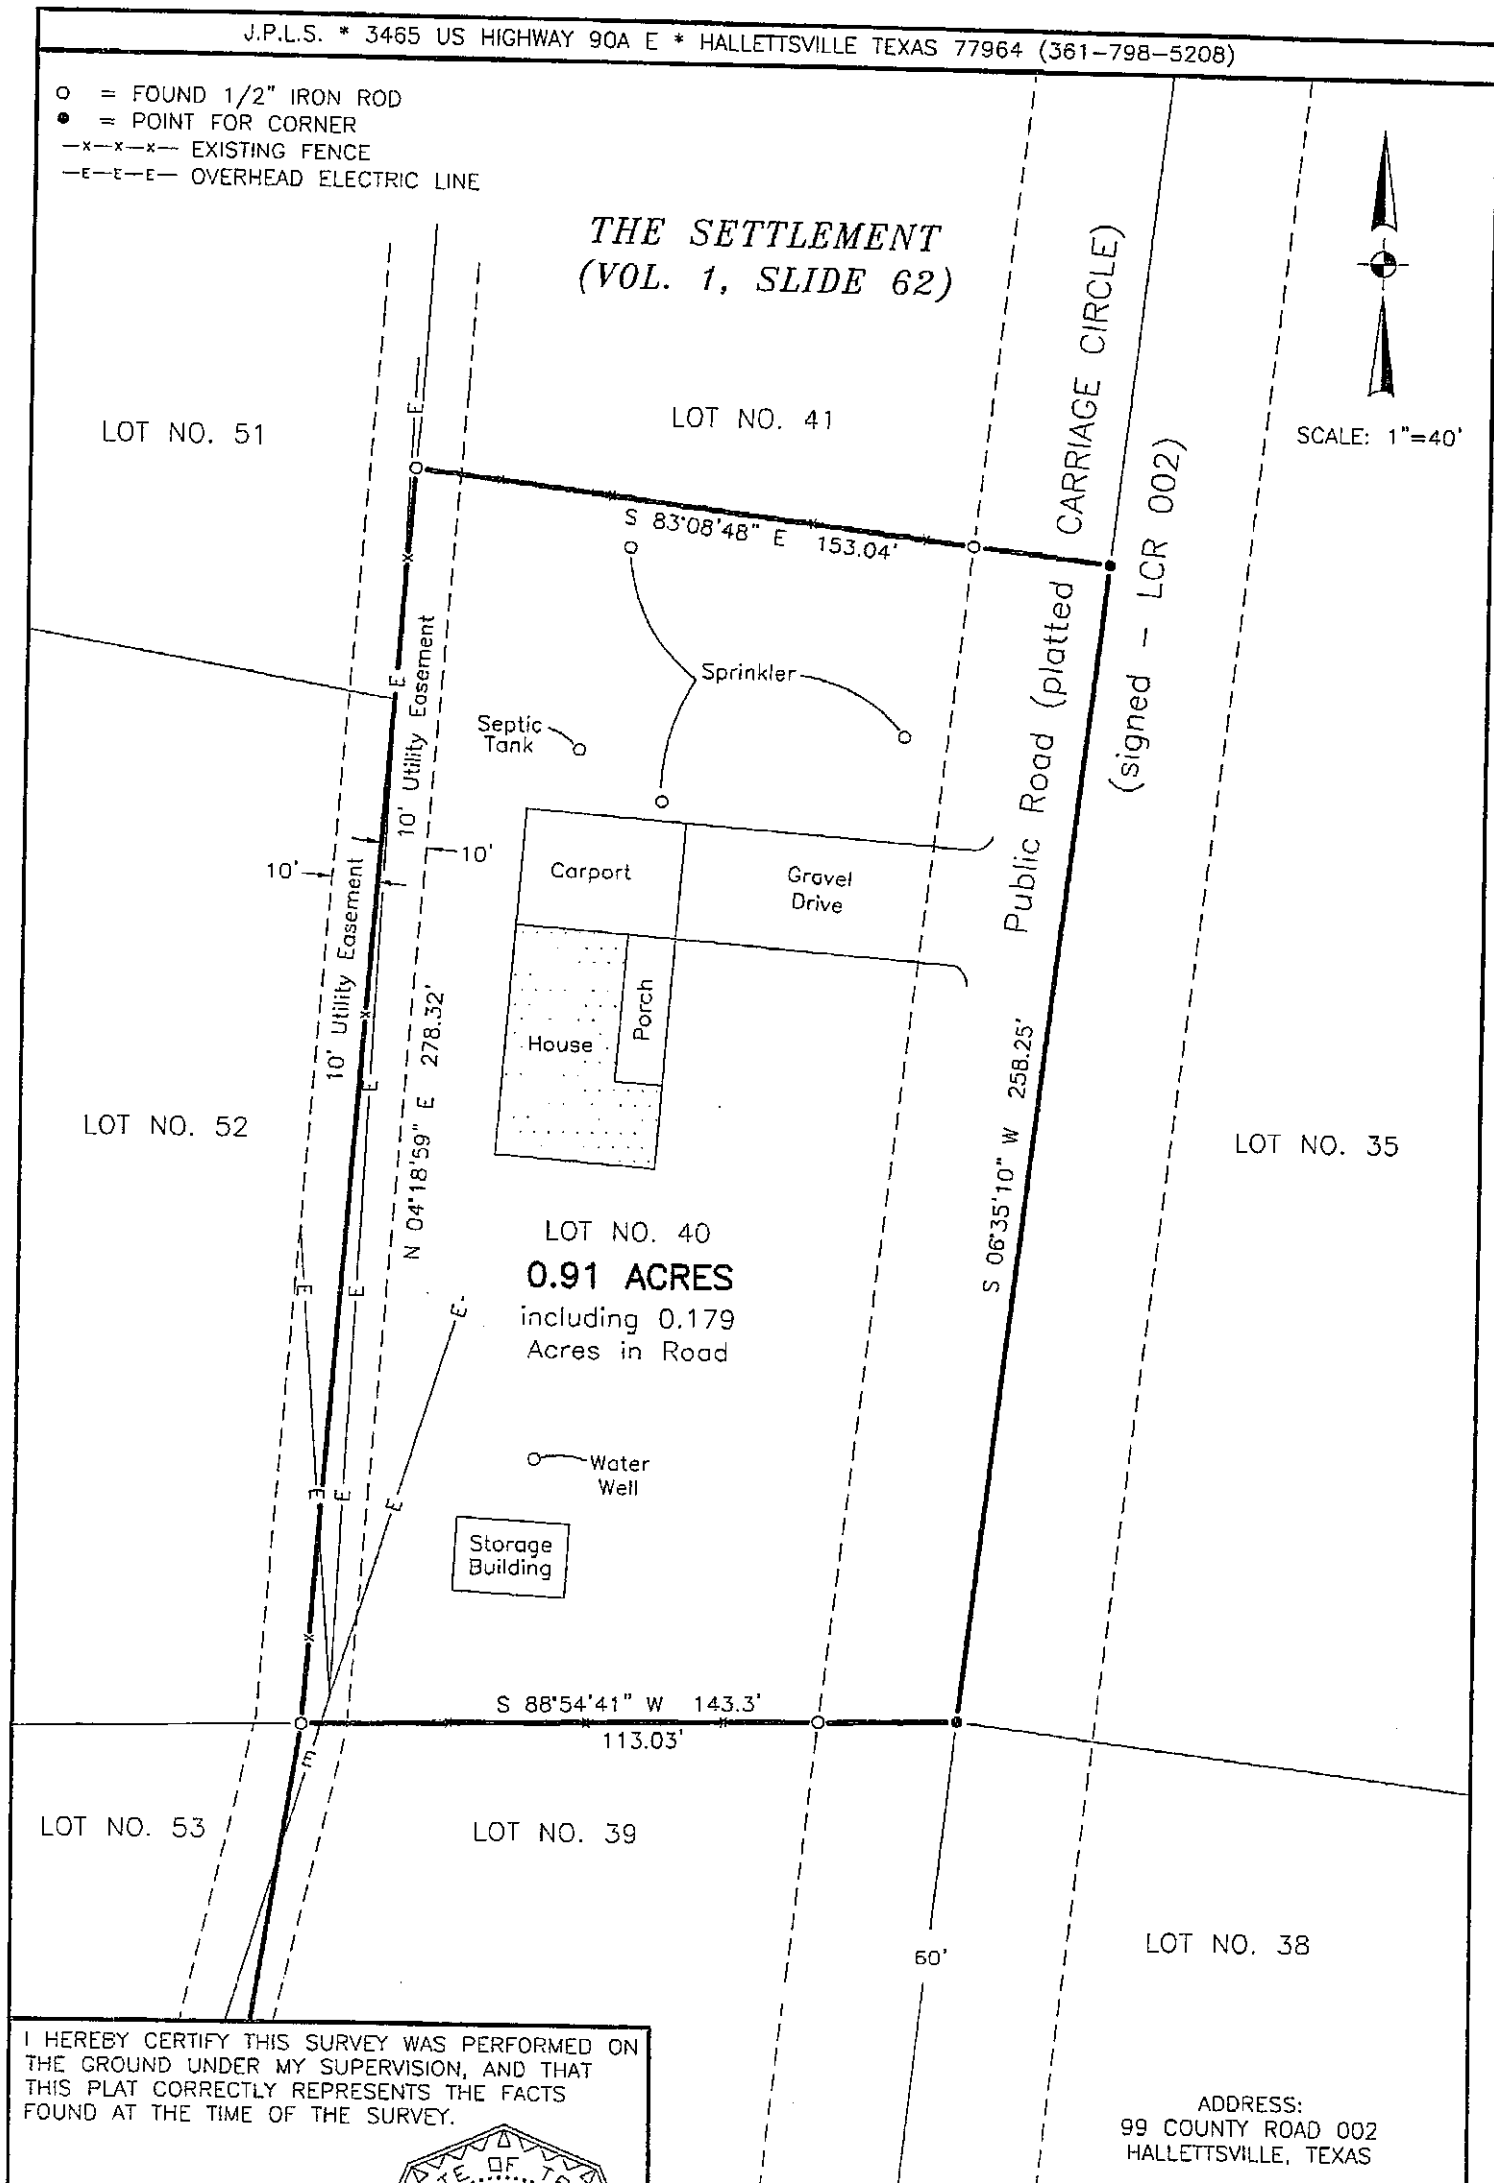 J.P.L.S. * 3465 US HIGHWAY 90A E * HALLETTSVILLE TEXAS 77964 (361-798-5208)
O = FOUND 1/2" IRON ROD
● = POINT FOR CORNER
—x—x—x— EXISTING FENCE
—E—E—E— OVERHEAD ELECTRIC LINE
THE SETTLEMENT
(VOL. 1, SLIDE 62)
SCALE: 1"=40'
LOT NO. 51
LOT NO. 41
E
S 83°08'48" E 153.04'
Public Road (platted CARRIAGE CIRCLE)
(signed - LCR 002)
Sprinkler
Septic
Tank
E
10' Utility Easement
10' Utility Easement
10'
10'
Carport
Gravel
Drive
House
Porch
N 04°18'59" E 278.32'
S 06°35'10" W 258.25'
E
LOT NO. 52
LOT NO. 35
LOT NO. 40
0.91 ACRES
including 0.179
Acres in Road
E
E
E
Water
Well
E
E
E
Storage
Building
S 88°54'41" W 143.3'
113.03'
E
LOT NO. 53
LOT NO. 39
LOT NO. 38
60'
I HEREBY CERTIFY THIS SURVEY WAS PERFORMED ON
THE GROUND UNDER MY SUPERVISION, AND THAT
THIS PLAT CORRECTLY REPRESENTS THE FACTS
FOUND AT THE TIME OF THE SURVEY.
ADDRESS:
99 COUNTY ROAD 002
HALLETTSVILLE, TEXAS
OF